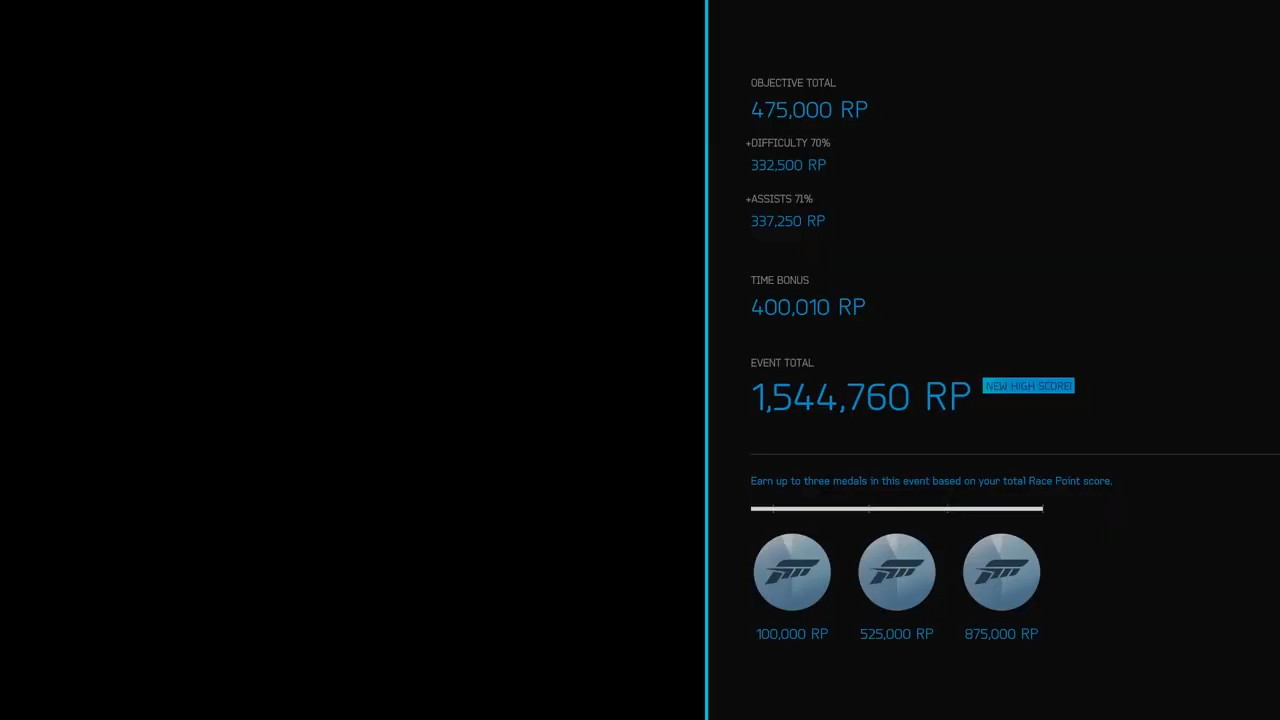 OBJECTIVE TOTAL
475,000 RP
+DIFFICULTY 70%
332,500 RP
+ASSISTS 71%
337,250 RP
TIME BONUS
400,010 RP
EVENT TOTAL
1,544,760 RP NEW HIGH SCORE!
Earn up to three medals in this event based on your total Race Point score.
100,000 RP 525,000 RP 875,000 RP